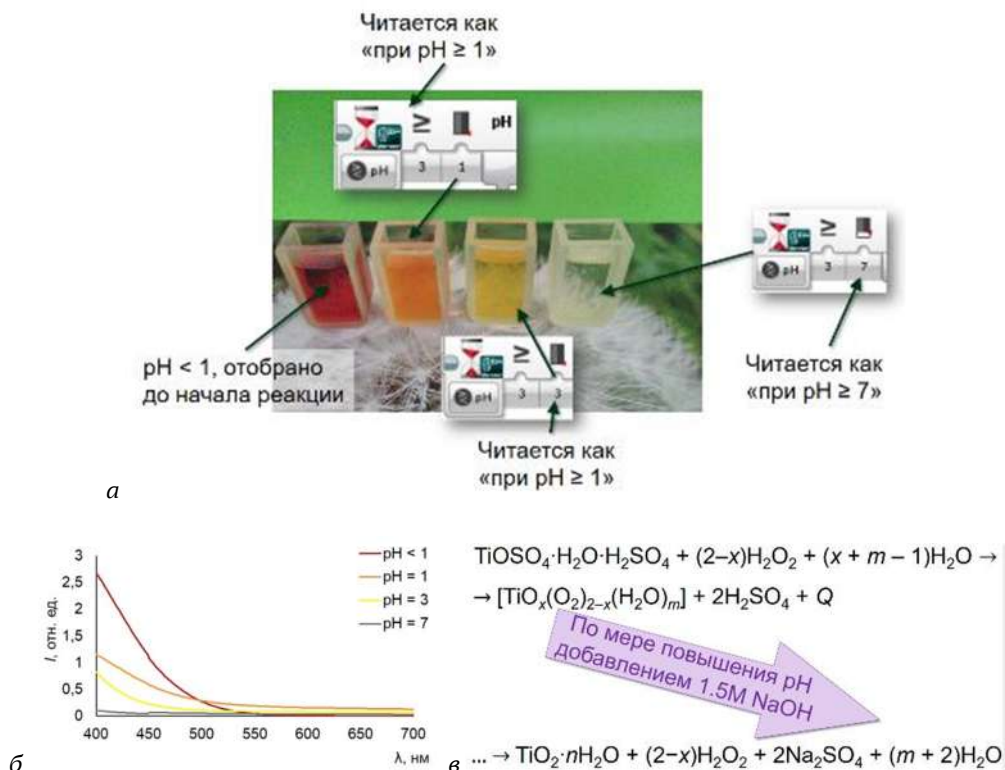 Читается как
«при pH ≥ 1»
≥ pH
pH 3 1
≥
pH 3 7
pH < 1, отобрано
до начала реакции
≥
pH 3 3
Читается как
«при pH ≥ 7»
Читается как
«при pH ≥ 1»
а
3
2,5
2
1,5
1
0,5
0
I, отн. ед.
400 450 500 550 600 650 700
λ, нм
pH < 1
pH = 1
pH = 3
pH = 7
б
TiOSO₄·H₂O·H₂SO₄ + (2–x)H₂O₂ + (x + m – 1)H₂O →
→ [TiOₓ(O₂)₂₋ₓ(H₂O)ₘ] + 2H₂SO₄ + Q
По мере повышения pH
добавлением 1.5M NaOH
... → TiO₂·nH₂O + (2−x)H₂O₂ + 2Na₂SO₄ + (m + 2)H₂O
в